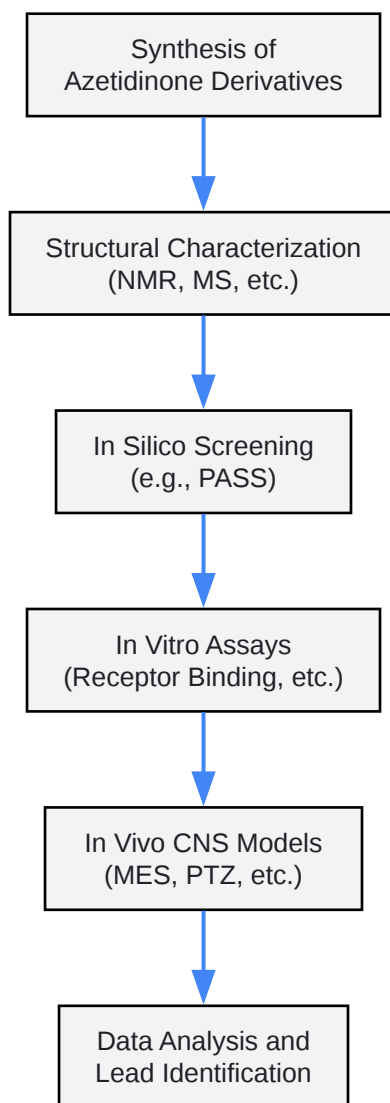 Synthesis of
Azetidinone Derivatives
Structural Characterization
(NMR, MS, etc.)
In Silico Screening
(e.g., PASS)
In Vitro Assays
(Receptor Binding, etc.)
In Vivo CNS Models
(MES, PTZ, etc.)
Data Analysis and
Lead Identification